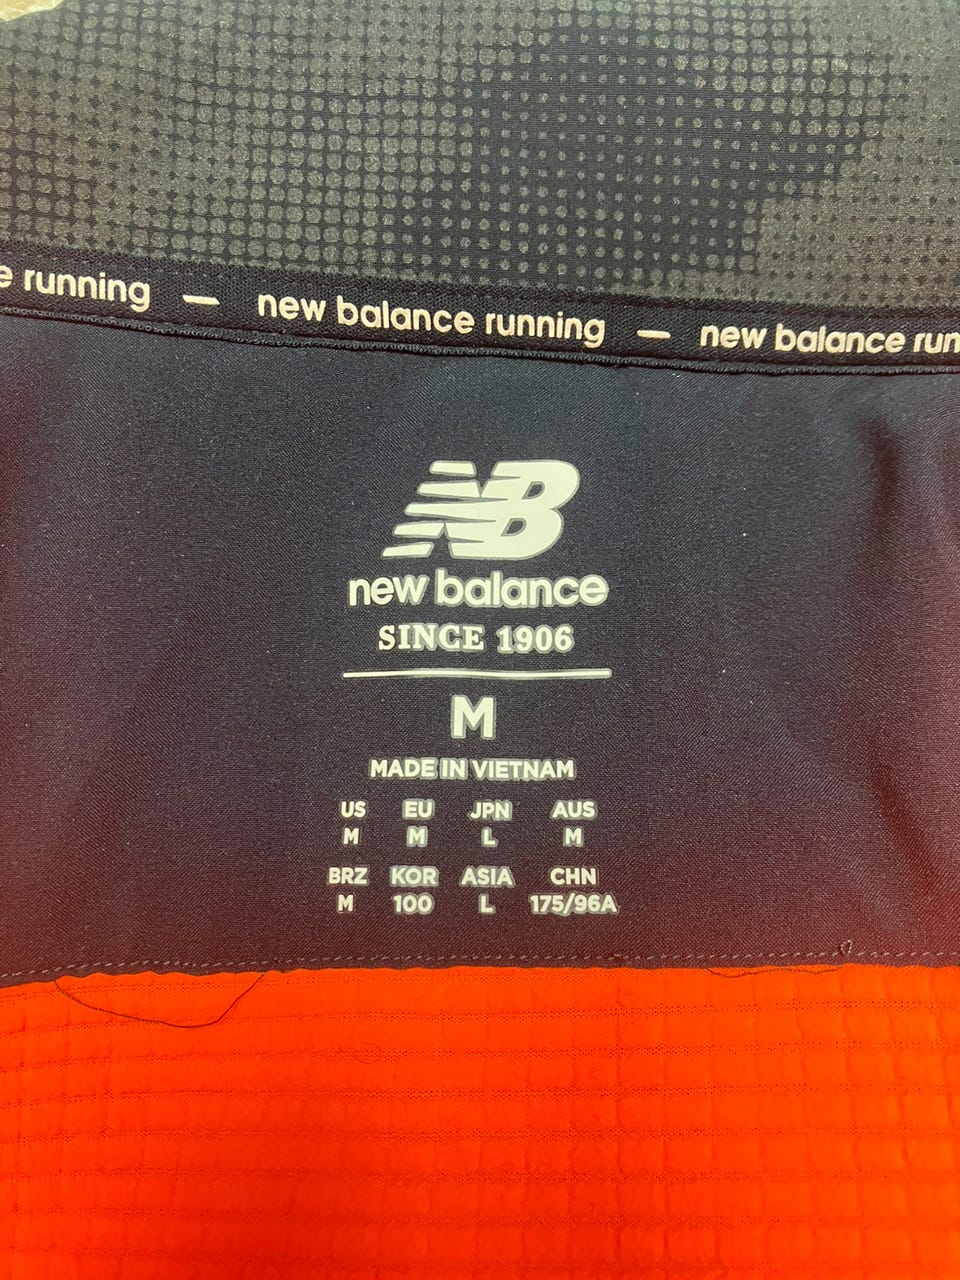 e running — new balance running — new balance run
NB
new balance
SINCE 1906
M
MADE IN VIETNAM
US EU JPN AUS
M M L M
BRZ KOR ASIA CHN
M 100 L 175/96A